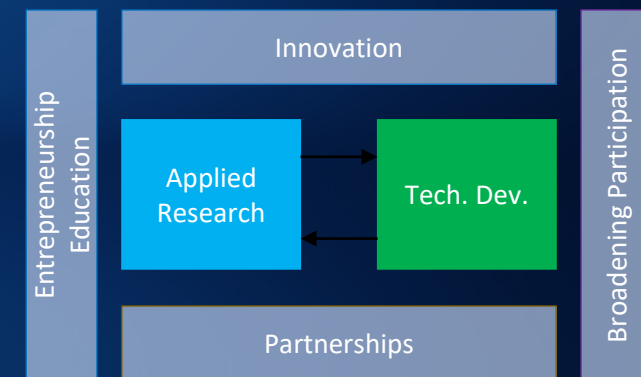 Entrepreneurship
Education
Innovation
Applied
Research
Tech. Dev.
Partnerships
Broadening Participation